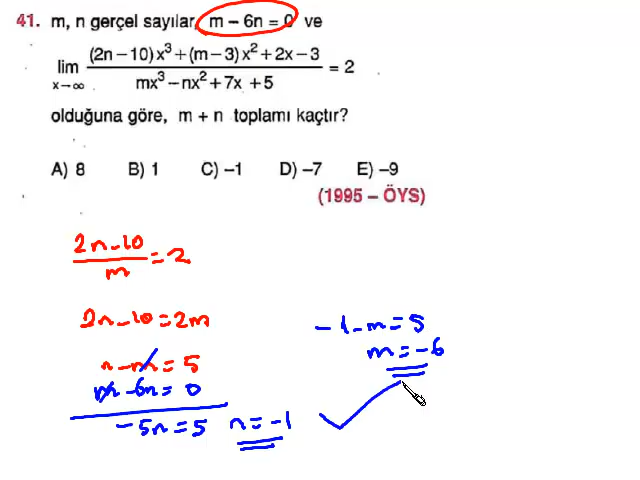 41. m, n gerçel sayılar, m – 6n = 0 ve
lim x→∞ (2n – 10) x³ + (m – 3) x² + 2x – 3 / mx³ – nx² + 7x + 5 = 2
olduğuna göre, m + n toplamı kaçtır?
A) 8 B) 1 C) –1 D) –7 E) –9
(1995 – ÖYS)
2n-10 / m = 2
2n-10 = 2m
n-m = 5
m-6n = 0
-5n = 5 n = -1
-1-m = 5
m = -6